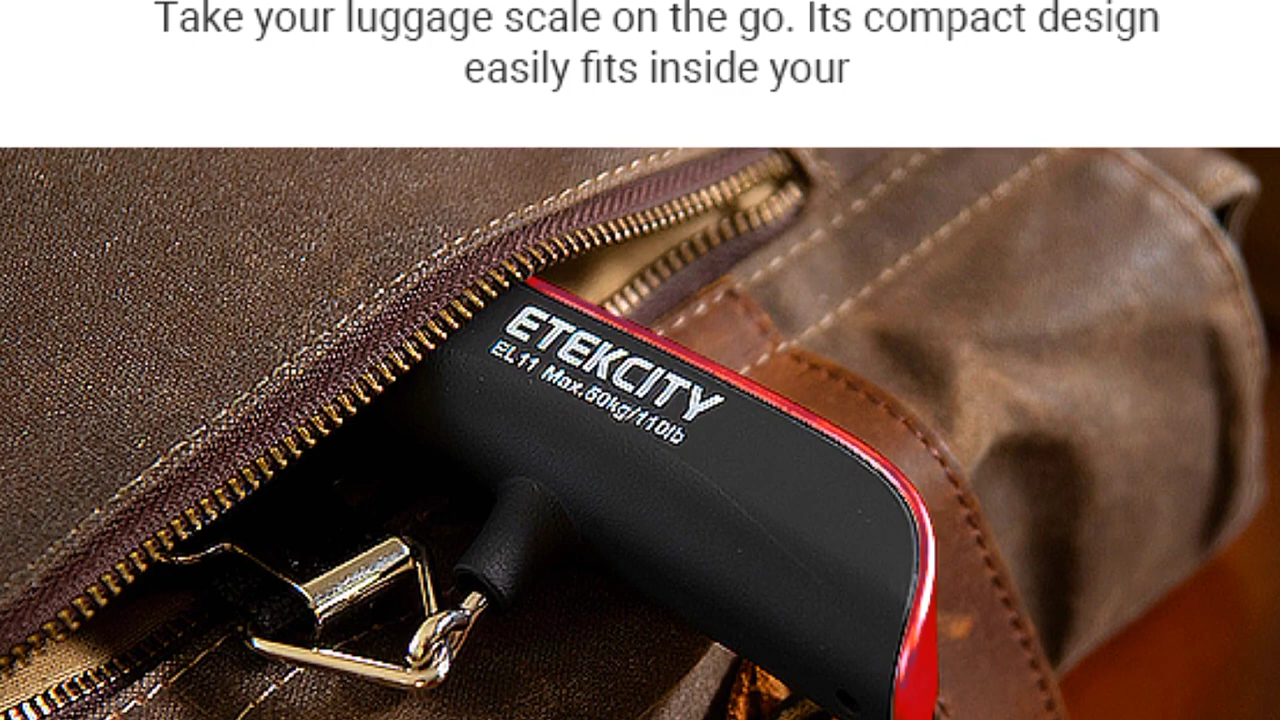 Take your luggage scale on the go. Its compact design
easily fits inside your
ETEKCITY
EL11 Max.50kg/110lb